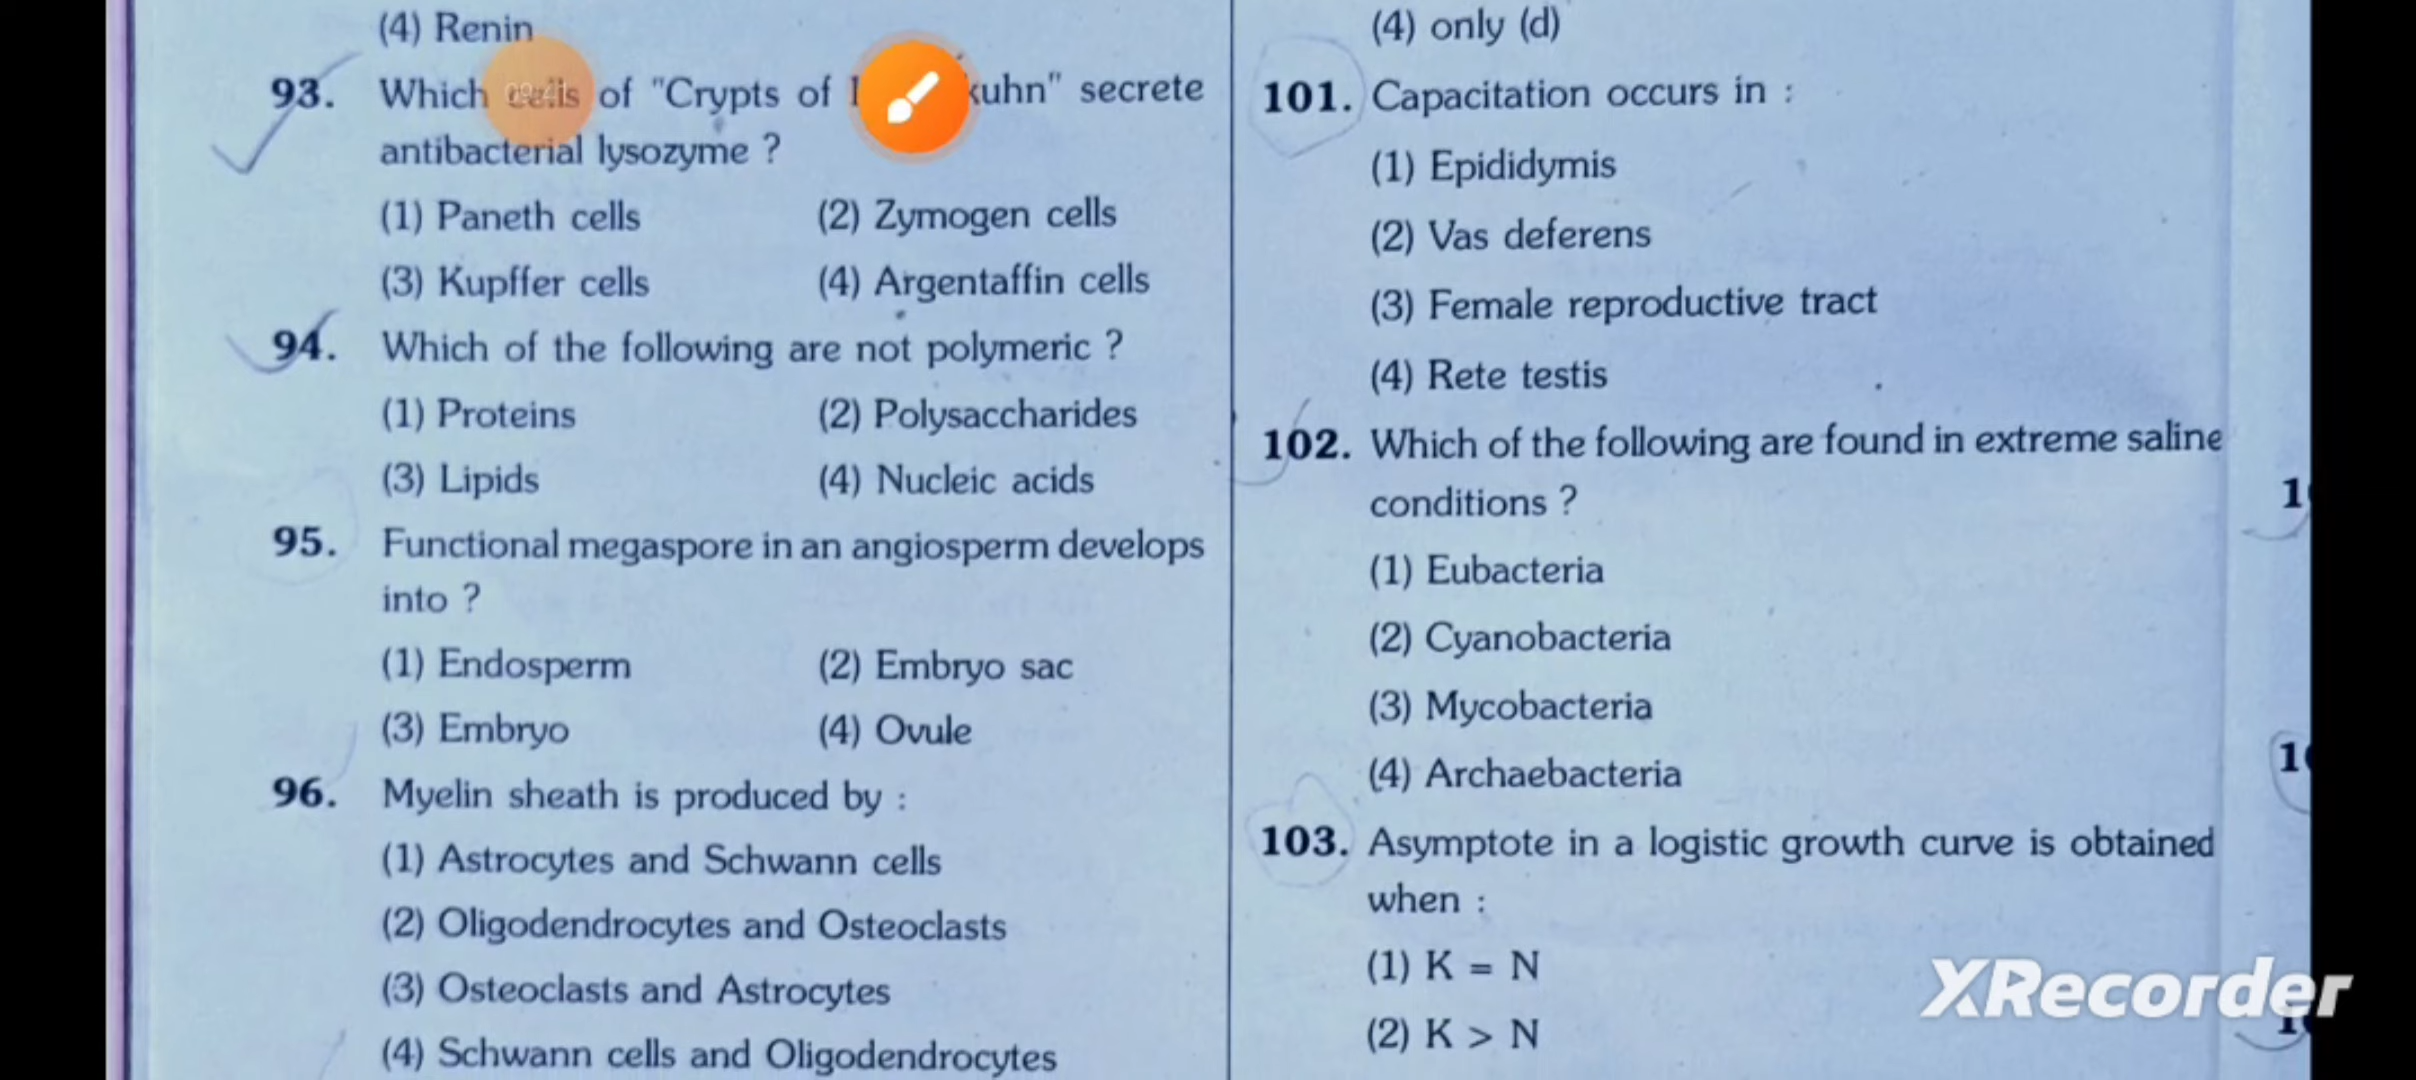 (4) Renin
93. Which cells of "Crypts of kuhn" secrete
antibacterial lysozyme ?
(1) Paneth cells (2) Zymogen cells
(3) Kupffer cells (4) Argentaffin cells
94. Which of the following are not polymeric ?
(1) Proteins (2) Polysaccharides
(3) Lipids (4) Nucleic acids
95. Functional megaspore in an angiosperm develops
into ?
(1) Endosperm (2) Embryo sac
(3) Embryo (4) Ovule
96. Myelin sheath is produced by :
(1) Astrocytes and Schwann cells
(2) Oligodendrocytes and Osteoclasts
(3) Osteoclasts and Astrocytes
(4) Schwann cells and Oligodendrocytes
(4) only (d)
101. Capacitation occurs in :
(1) Epididymis
(2) Vas deferens
(3) Female reproductive tract
(4) Rete testis
102. Which of the following are found in extreme saline
conditions ?
(1) Eubacteria
(2) Cyanobacteria
(3) Mycobacteria
(4) Archaebacteria
103. Asymptote in a logistic growth curve is obtained
when :
(1) K = N
(2) K > N
XRecorder